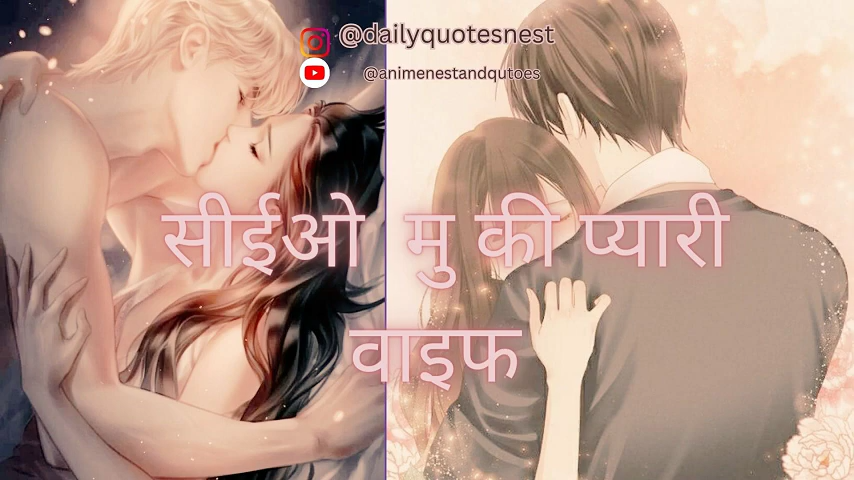 @dailyquotesnest
@animenestandqutoes
सीईओ मु की प्यारी
वाइफ